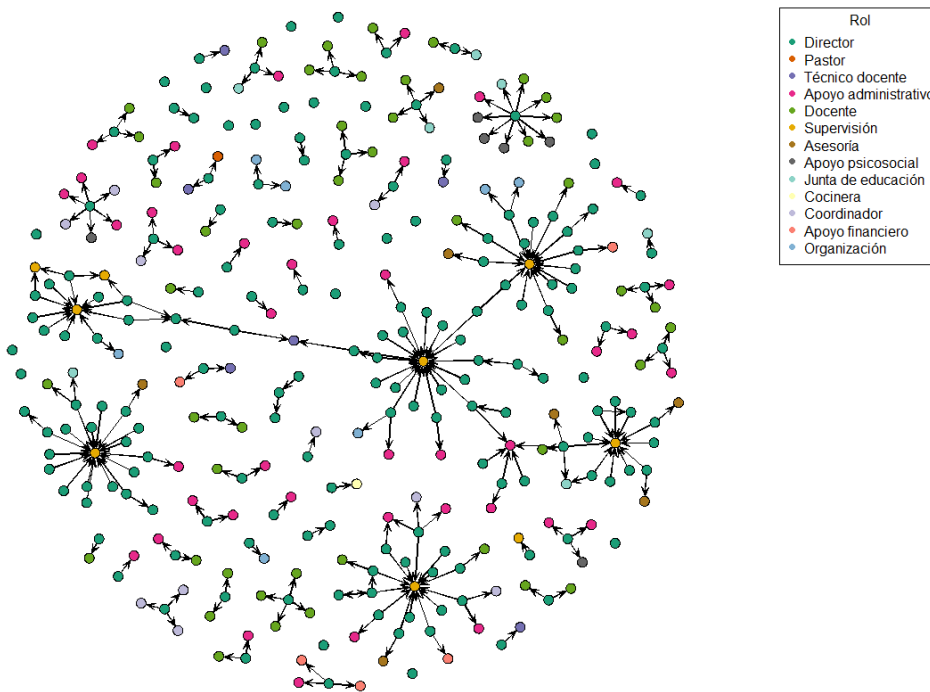 Rol
Director
Pastor
Técnico docente
Apoyo administrativo
Docente
Supervisión
Asesoría
Apoyo psicosocial
Junta de educación
Cocinera
Coordinador
Apoyo financiero
Organización